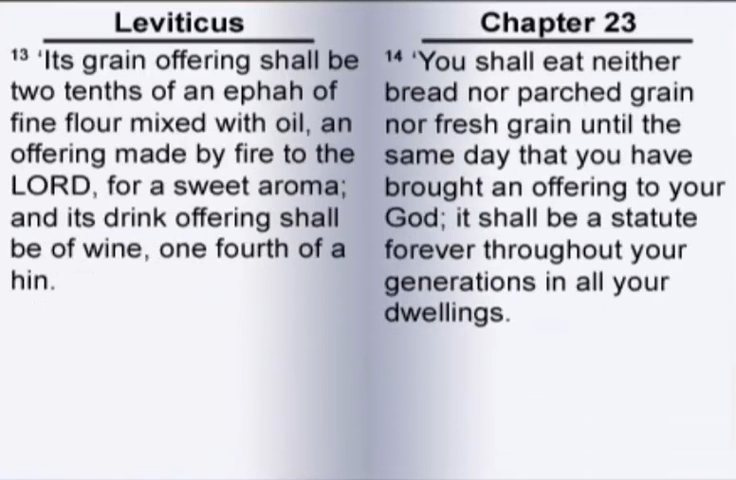 Leviticus
¹³ ‘Its grain offering shall be
two tenths of an ephah of
fine flour mixed with oil, an
offering made by fire to the
LORD, for a sweet aroma;
and its drink offering shall
be of wine, one fourth of a
hin.
Chapter 23
¹⁴ ‘You shall eat neither
bread nor parched grain
nor fresh grain until the
same day that you have
brought an offering to your
God; it shall be a statute
forever throughout your
generations in all your
dwellings.